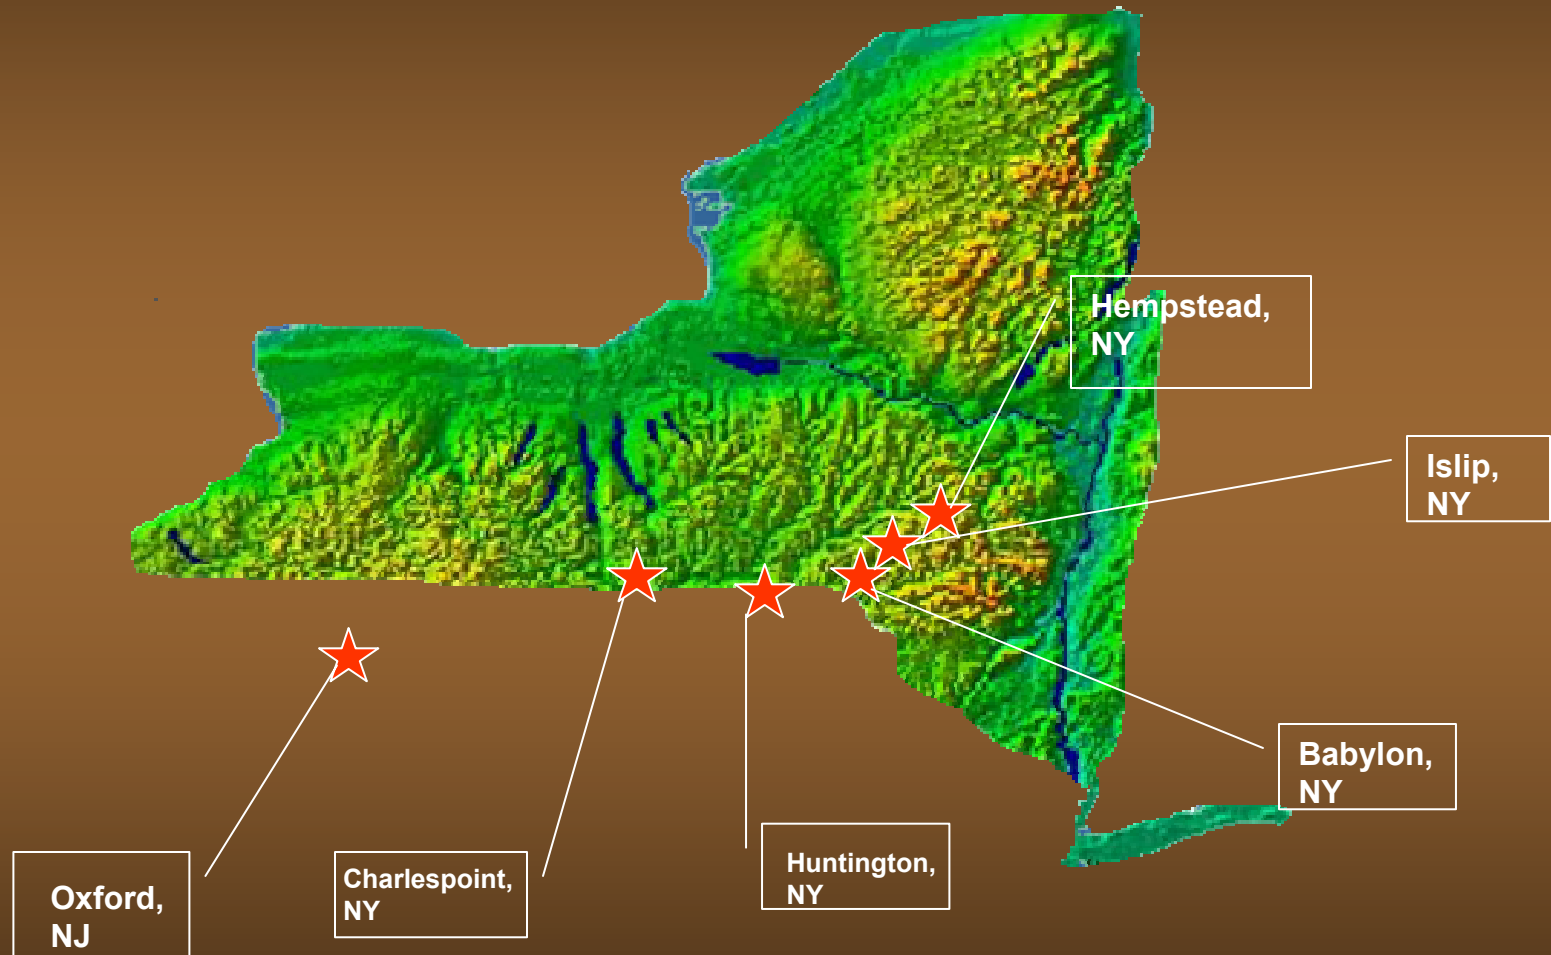 Hempstead,
NY
Islip,
NY
Babylon,
NY
Huntington,
NY
Charlespoint,
NY
Oxford,
NJ